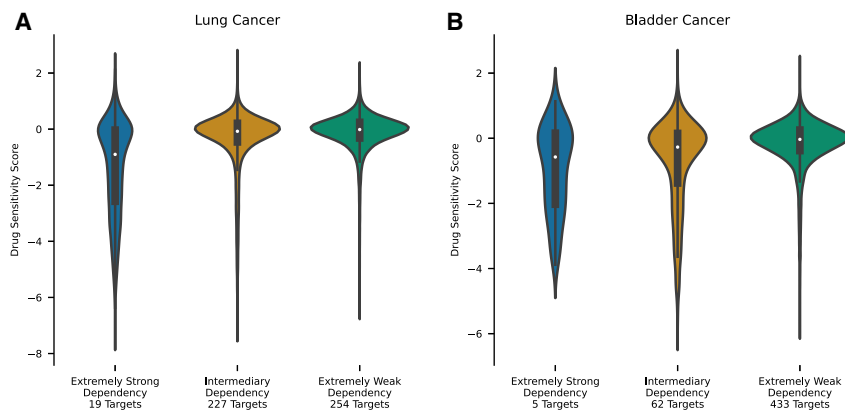 A
Lung Cancer
Drug Sensitivity Score
2
0
−2
−4
−6
−8
Extremely Strong
Dependency
19 Targets
Intermediary
Dependency
227 Targets
Extremely Weak
Dependency
254 Targets
B
Bladder Cancer
Drug Sensitivity Score
2
0
−2
−4
−6
Extremely Strong
Dependency
5 Targets
Intermediary
Dependency
62 Targets
Extremely Weak
Dependency
433 Targets